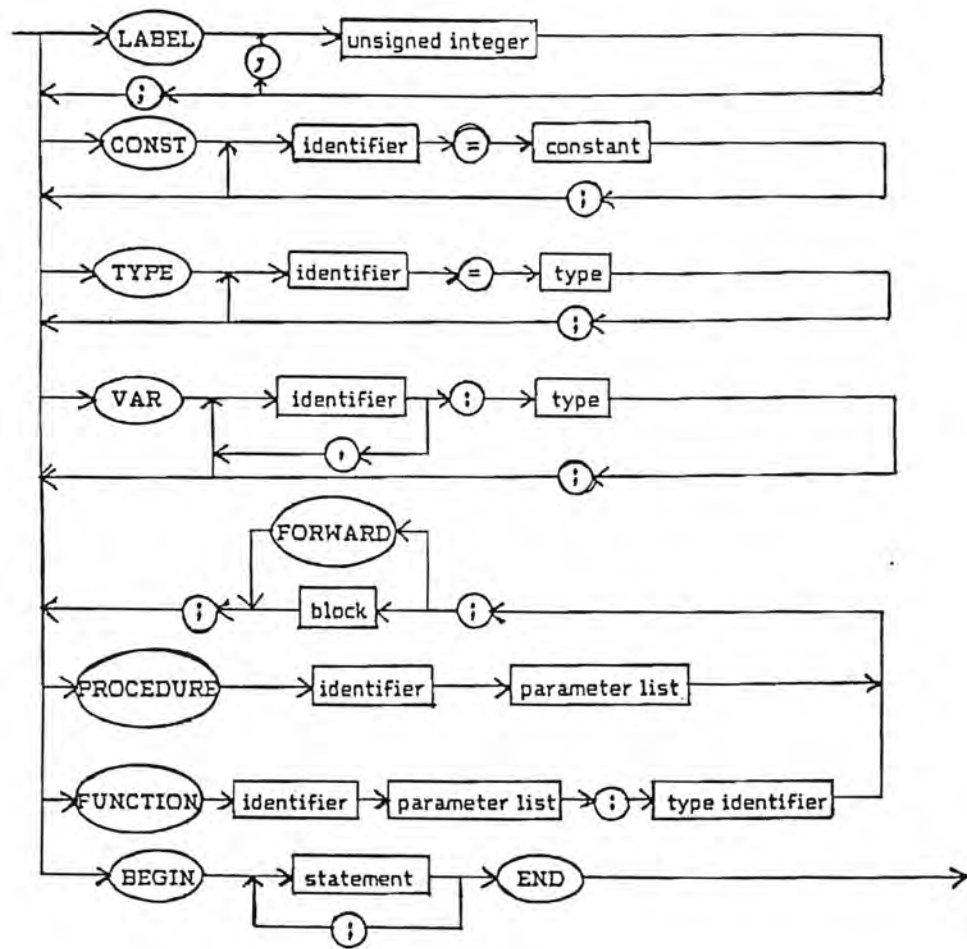 LABEL , unsigned integer
;
CONST identifier = constant
;
TYPE identifier = type
;
VAR identifier : type
,
;
FORWARD
; block ;
PROCEDURE identifier parameter list
FUNCTION identifier parameter list : type identifier
BEGIN statement END
;